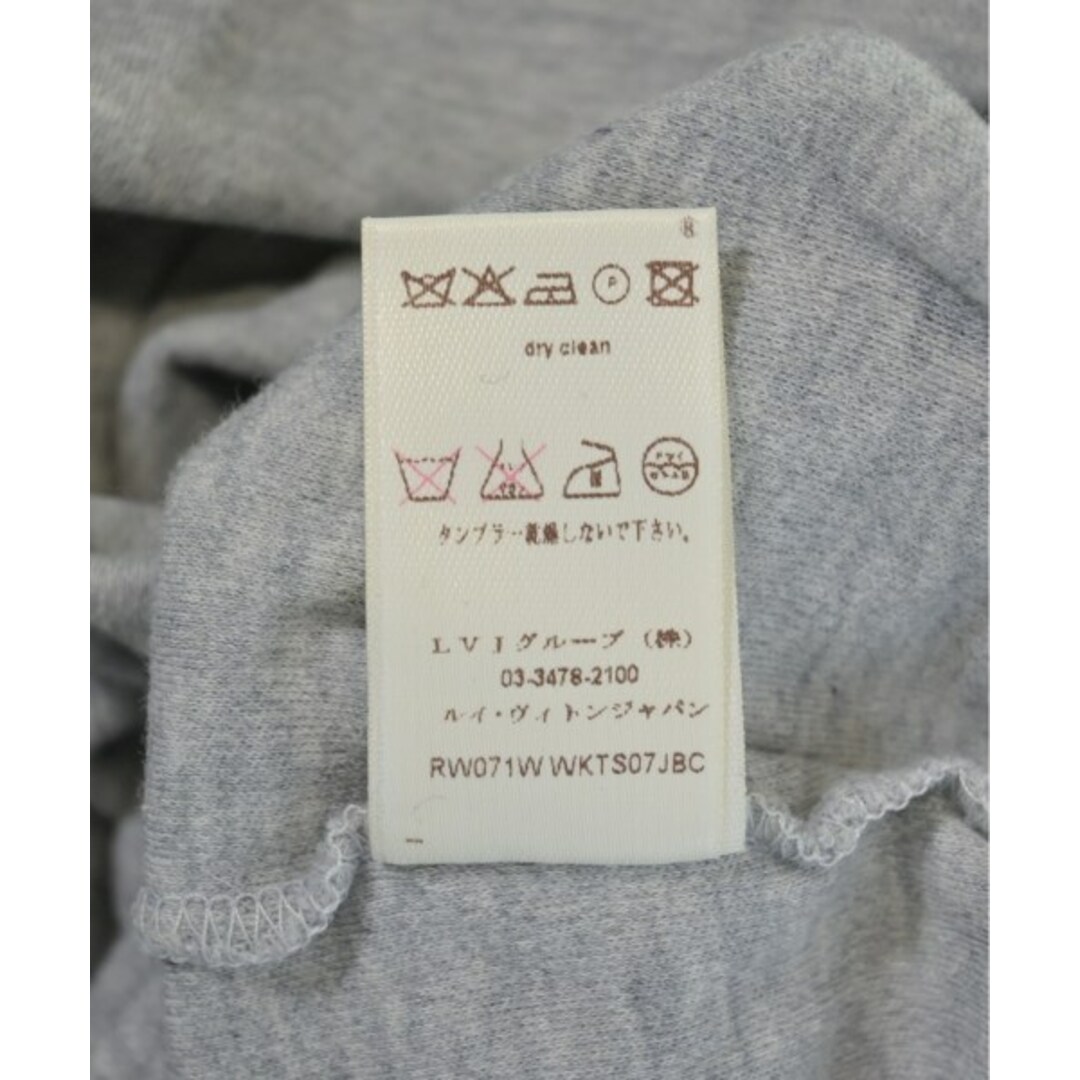 ®
P
dry clean
タンブラー乾燥しないで下さい。
LVJグループ(株)
03-3478-2100
ルイ・ヴィトンジャパン
RW071W WKTS07JBC